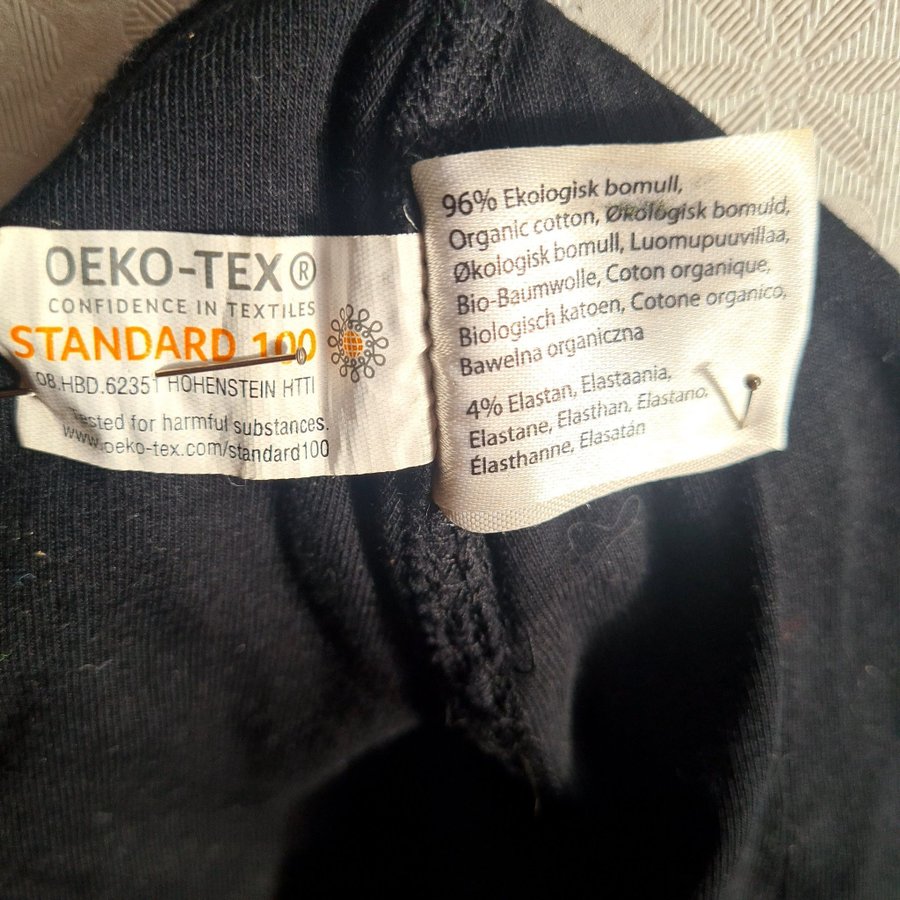 OEKO-TEX®
CONFIDENCE IN TEXTILES
STANDARD 100
08.HBD.62351 HOHENSTEIN HTTI
Tested for harmful substances.
www.oeko-tex.com/standard100
96% Ekologisk bomull,
Organic cotton, Økologisk bomuld,
Økologisk bomull, Luomupuuvillaa,
Bio-Baumwolle, Coton organique,
Biologisch katoen, Cotone organico,
Bawelna organiczna
4% Elastan, Elastaania,
Elastane, Elasthan, Elastano,
Élasthanne, Elasatán